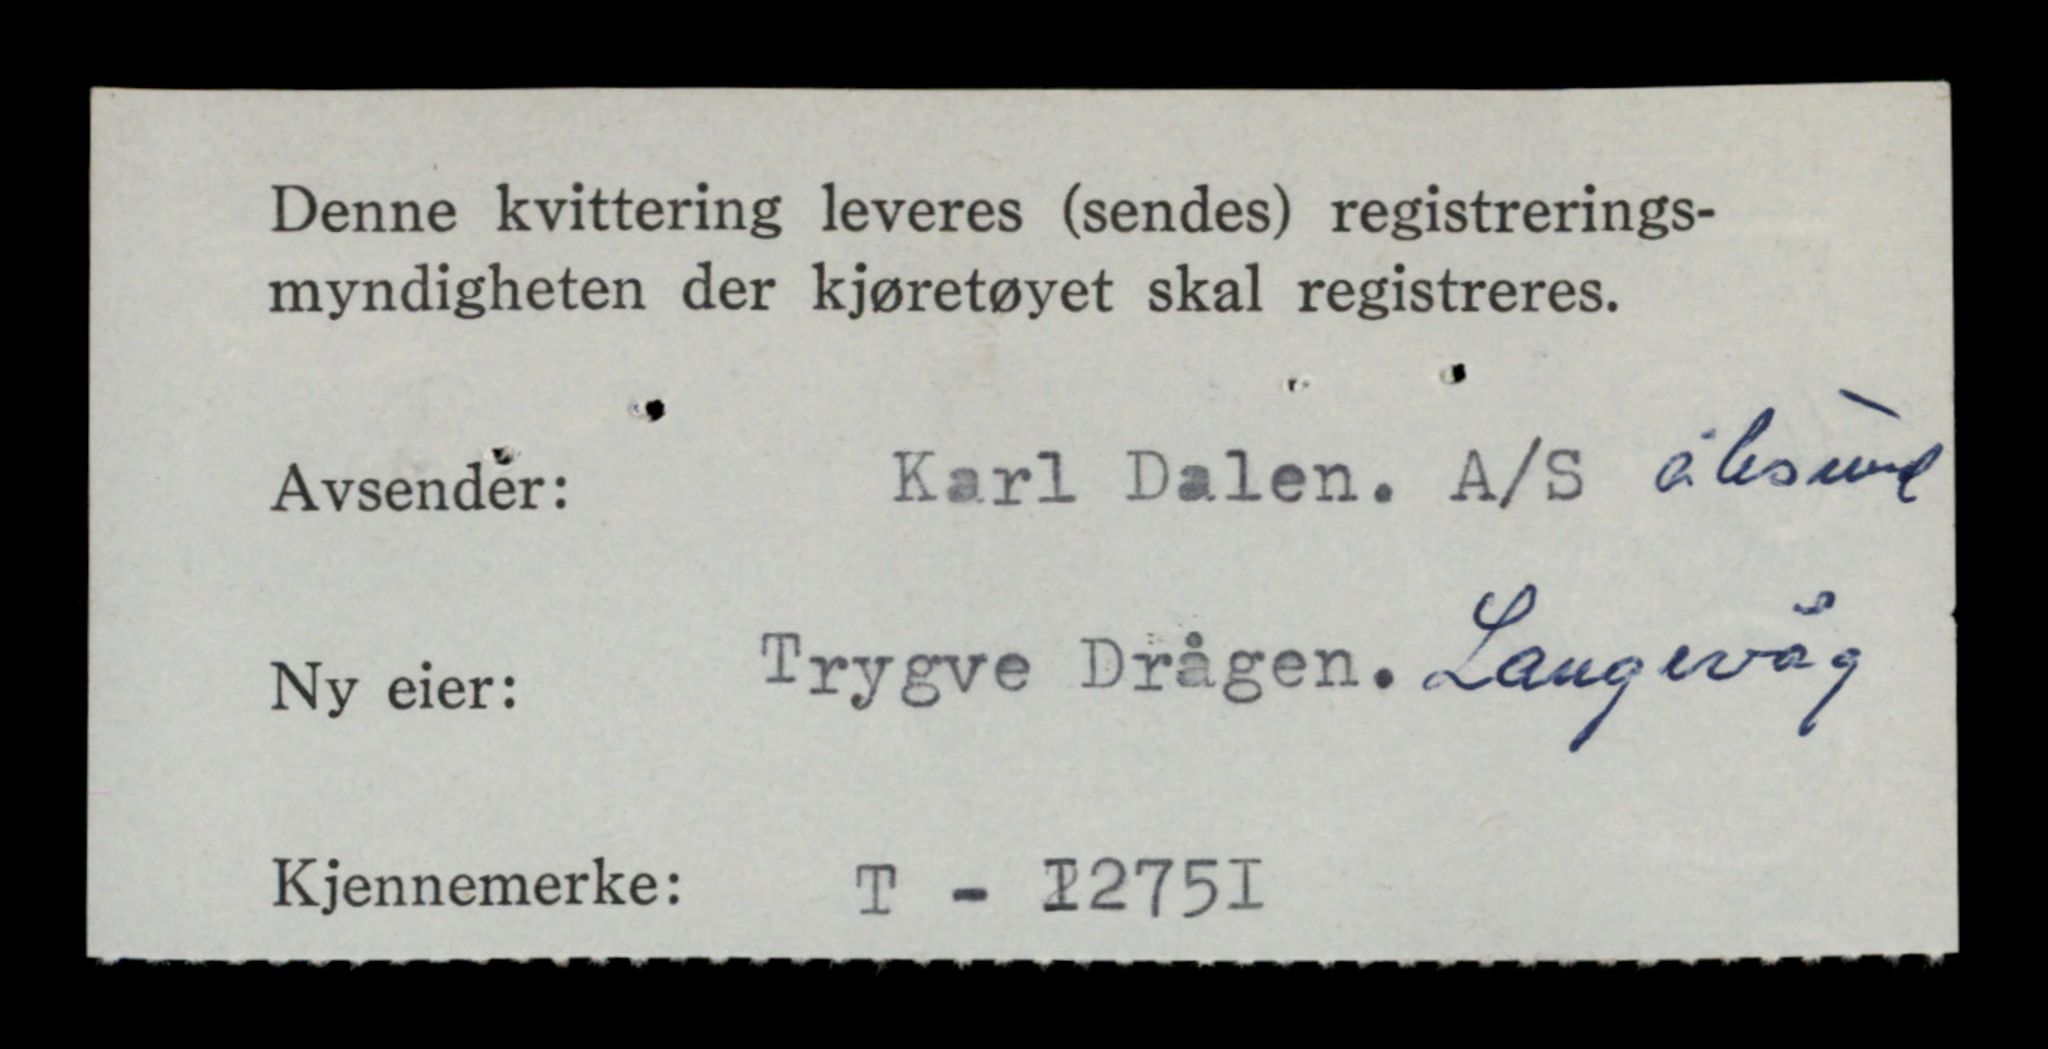 Denne kvittering leveres (sendes) registrerings-
myndigheten der kjøretøyet skal registreres.
Avsender: Karl Dalen. A/S ålesund
Ny eier: Trygve Drågen. Langevåg
Kjennemerke: T - I275I